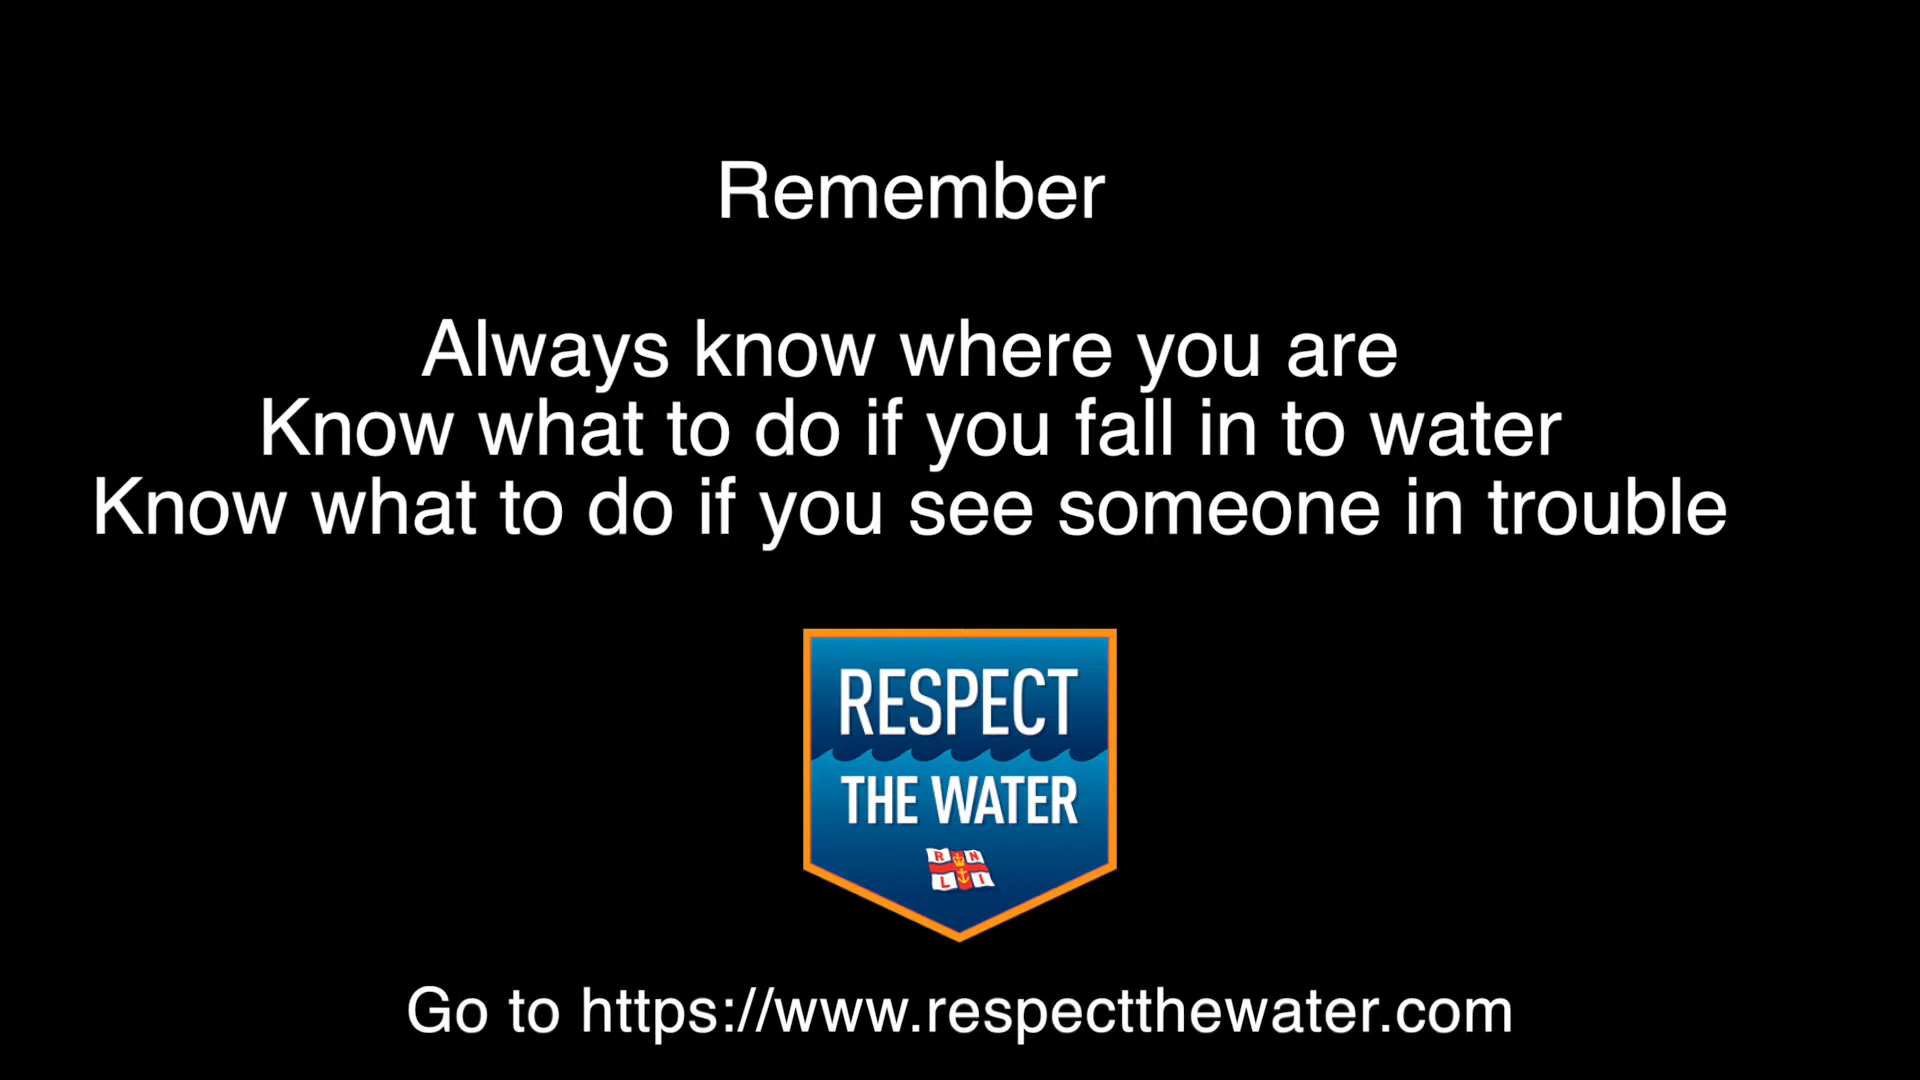 Remember
Always know where you are
Know what to do if you fall in to water
Know what to do if you see someone in trouble
RESPECT
THE WATER
R N
L I
Go to https://www.respectthewater.com